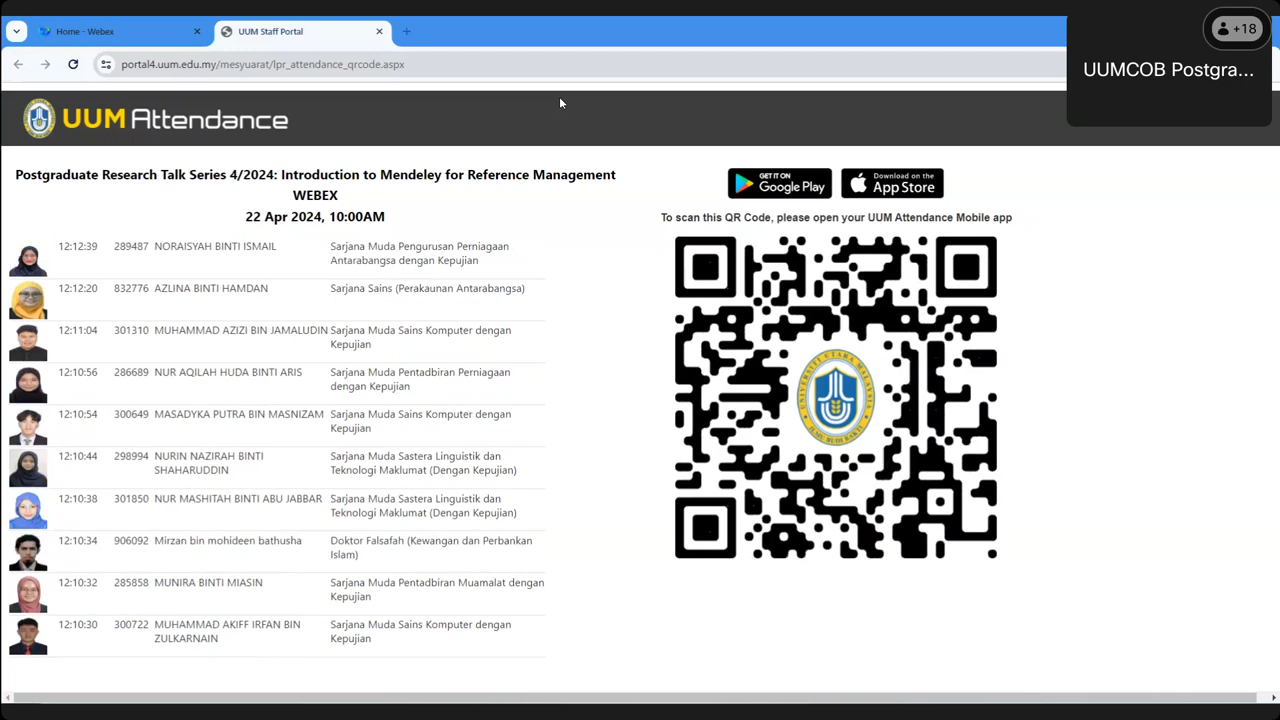 Home - Webex
UUM Staff Portal
+18
portal4.uum.edu.my/mesyuarat/lpr_attendance_qrcode.aspx
UUMCOB Postgra...
UUM Attendance
Postgraduate Research Talk Series 4/2024: Introduction to Mendeley for Reference Management
WEBEX
22 Apr 2024, 10:00AM
12:12:39 289487 NORAISYAH BINTI ISMAIL Sarjana Muda Pengurusan Perniagaan
Antarabangsa dengan Kepujian
12:12:20 832776 AZLINA BINTI HAMDAN Sarjana Sains (Perakaunan Antarabangsa)
12:11:04 301310 MUHAMMAD AZIZI BIN JAMALUDIN Sarjana Muda Sains Komputer dengan
Kepujian
12:10:56 286689 NUR AQILAH HUDA BINTI ARIS Sarjana Muda Pentadbiran Perniagaan
dengan Kepujian
12:10:54 300649 MASADYKA PUTRA BIN MASNIZAM Sarjana Muda Sains Komputer dengan
Kepujian
12:10:44 298994 NURIN NAZIRAH BINTI Sarjana Muda Sastera Linguistik dan
SHAHARUDDIN Teknologi Maklumat (Dengan Kepujian)
12:10:38 301850 NUR MASHITAH BINTI ABU JABBAR Sarjana Muda Sastera Linguistik dan
Teknologi Maklumat (Dengan Kepujian)
12:10:34 906092 Mirzan bin mohideen bathusha Doktor Falsafah (Kewangan dan Perbankan
Islam)
12:10:32 285858 MUNIRA BINTI MIASIN Sarjana Muda Pentadbiran Muamalat dengan
Kepujian
12:10:30 300722 MUHAMMAD AKIFF IRFAN BIN Sarjana Muda Sains Komputer dengan
ZULKARNAIN Kepujian
GET IT ON
Google Play
Download on the
App Store
To scan this QR Code, please open your UUM Attendance Mobile app
UNIVERSITI UTARA MALAYSIA
ILMU BUDI BAKTI